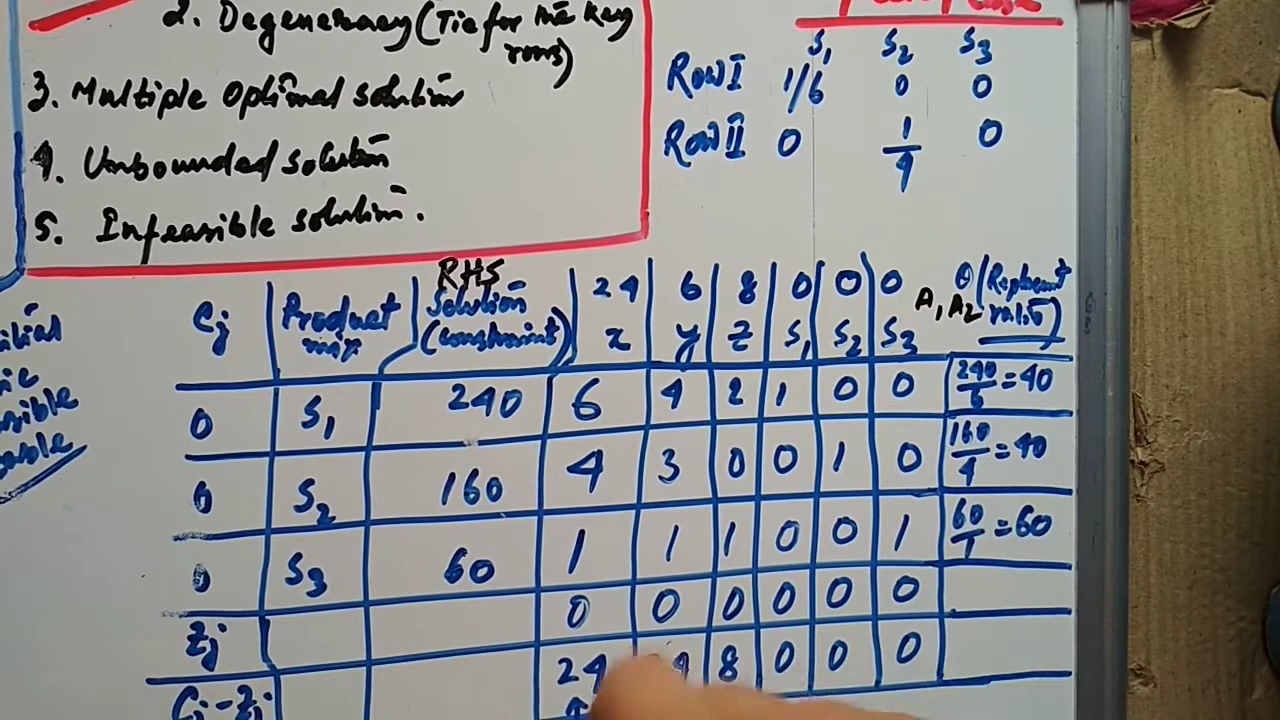 2. Degeneracy (Tie for the key
rows)
3. Multiple optimal solution
4. Unbounded solution
5. Infeasible solution.
S1 S2 S3
Row I 1/6 0 0
Row II 0 1/4 0
Cj Product mix RHS Solution (constraint) 24 x 6 y 8 z 0 S1 0 S2 0 S3 A1, A2 θ (Replacement ratio)
0 S1 240 6 4 2 1 0 0 240/6 = 40
0 S2 160 4 3 0 0 1 0 160/4 = 40
0 S3 60 1 1 1 0 0 1 60/1 = 60
Zj 0 0 0 0 0 0
Cj - Zj 24 8 0 0 0